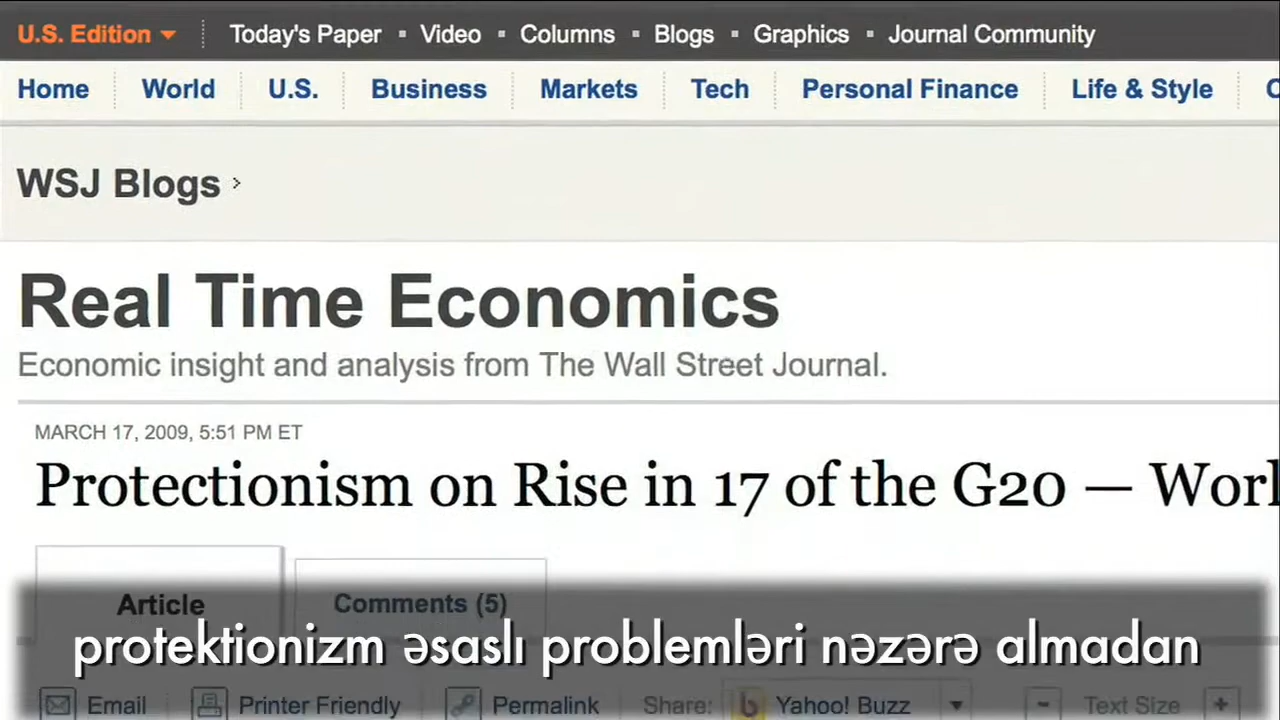 U.S. Edition Today's Paper ▪ Video ▪ Columns ▪ Blogs ▪ Graphics ▪ Journal Community
Home World U.S. Business Markets Tech Personal Finance Life & Style
WSJ Blogs
Real Time Economics
Economic insight and analysis from The Wall Street Journal.
MARCH 17, 2009, 5:51 PM ET
Protectionism on Rise in 17 of the G20 —
Article Comments (5)
protektionizm əsaslı problemləri nəzərə almadan
Email Printer Friendly Permalink Share: Yahoo! Buzz - Text Size +